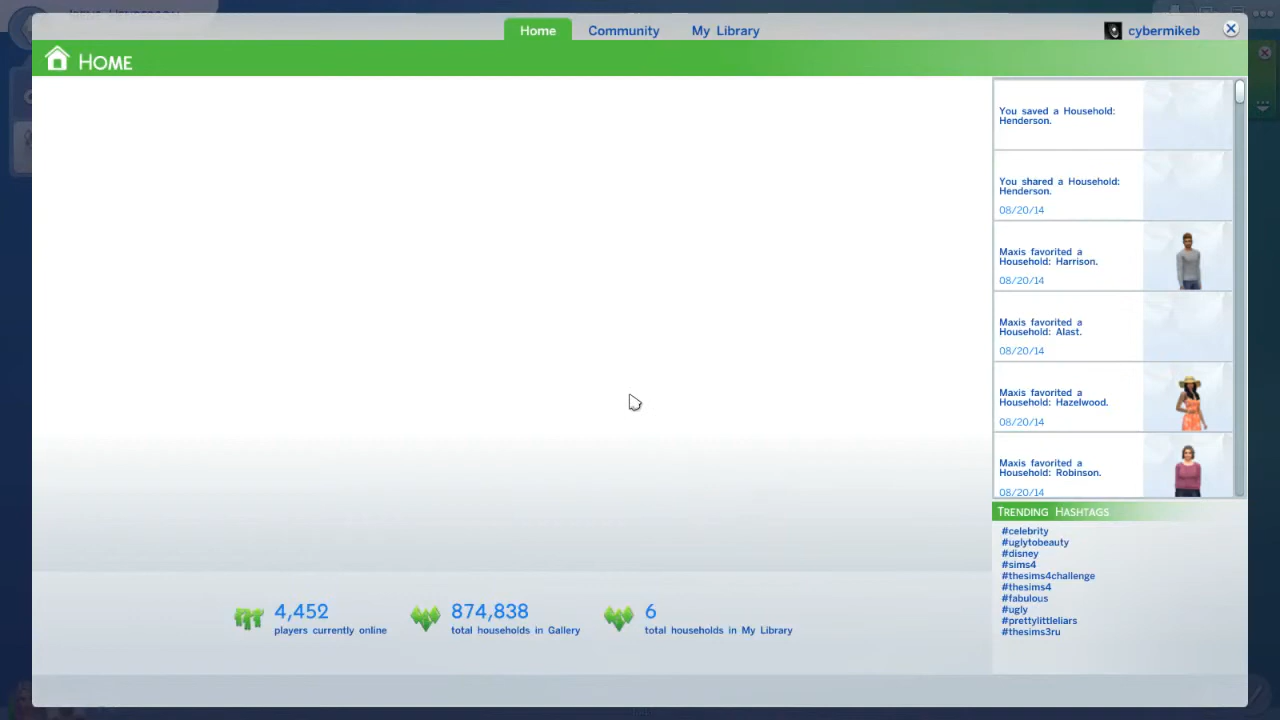 Home
Community
My Library
cybermikeb
HOME
You saved a Household:
Henderson.
You shared a Household:
Henderson.
08/20/14
Maxis favorited a
Household: Harrison.
08/20/14
Maxis favorited a
Household: Alast.
08/20/14
Maxis favorited a
Household: Hazelwood.
08/20/14
Maxis favorited a
Household: Robinson.
08/20/14
TRENDING HASHTAGS
#celebrity
#uglytobeauty
#disney
#sims4
#thesims4challenge
#thesims4
#fabulous
#ugly
#prettylittleliars
#thesims3ru
4,452
players currently online
874,838
total households in Gallery
6
total households in My Library